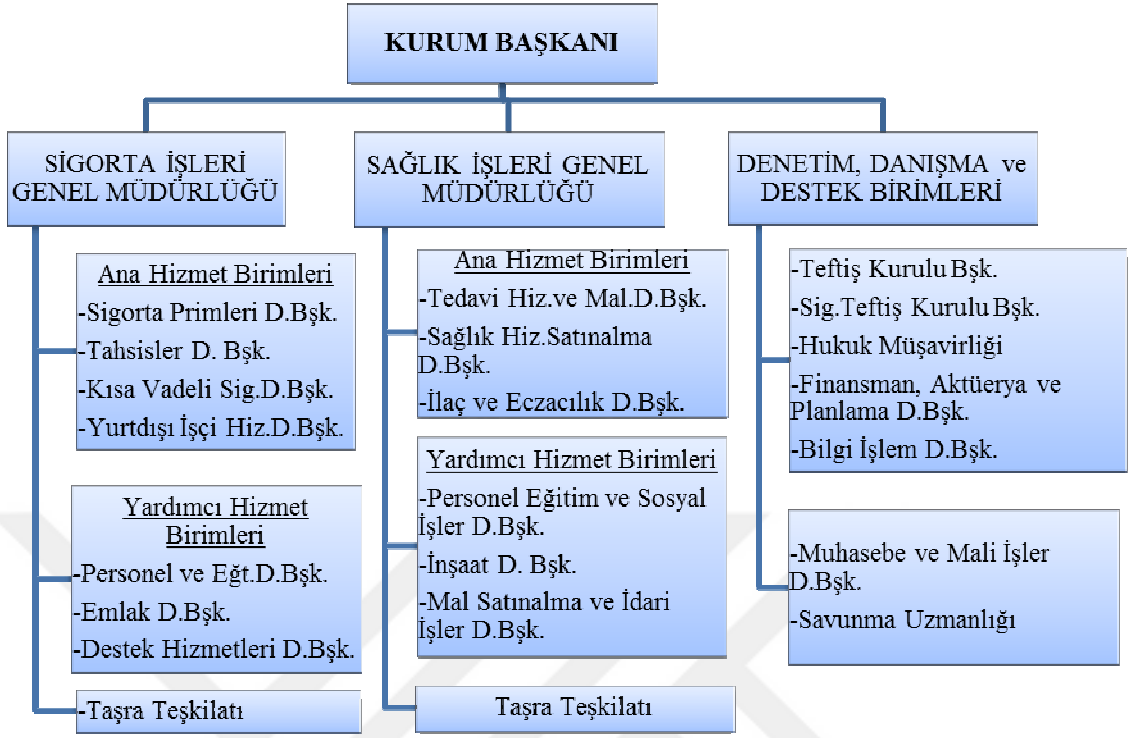 KURUM BAŞKANI
SİGORTA İŞLERİ
GENEL MÜDÜRLÜĞÜ
Ana Hizmet Birimleri
-Sigorta Primleri D.Bşk.
-Tahsisler D. Bşk.
-Kısa Vadeli Sig.D.Bşk.
-Yurtdışı İşçi Hiz.D.Bşk.
Yardımcı Hizmet
Birimleri
-Personel ve Eğt.D.Bşk.
-Emlak D.Bşk.
-Destek Hizmetleri D.Bşk.
-Taşra Teşkilatı
SAĞLIK İŞLERİ GENEL
MÜDÜRLÜĞÜ
Ana Hizmet Birimleri
-Tedavi Hiz.ve Mal.D.Bşk.
-Sağlık Hiz.Satınalma
D.Bşk.
-İlaç ve Eczacılık D.Bşk.
Yardımcı Hizmet Birimleri
-Personel Eğitim ve Sosyal
İşler D.Bşk.
-İnşaat D. Bşk.
-Mal Satınalma ve İdari
İşler D.Bşk.
Taşra Teşkilatı
DENETİM, DANIŞMA ve
DESTEK BİRİMLERİ
-Teftiş Kurulu Bşk.
-Sig.Teftiş Kurulu Bşk.
-Hukuk Müşavirliği
-Finansman, Aktüerya ve
Planlama D.Bşk.
-Bilgi İşlem D.Bşk.
-Muhasebe ve Mali İşler
D.Bşk.
-Savunma Uzmanlığı